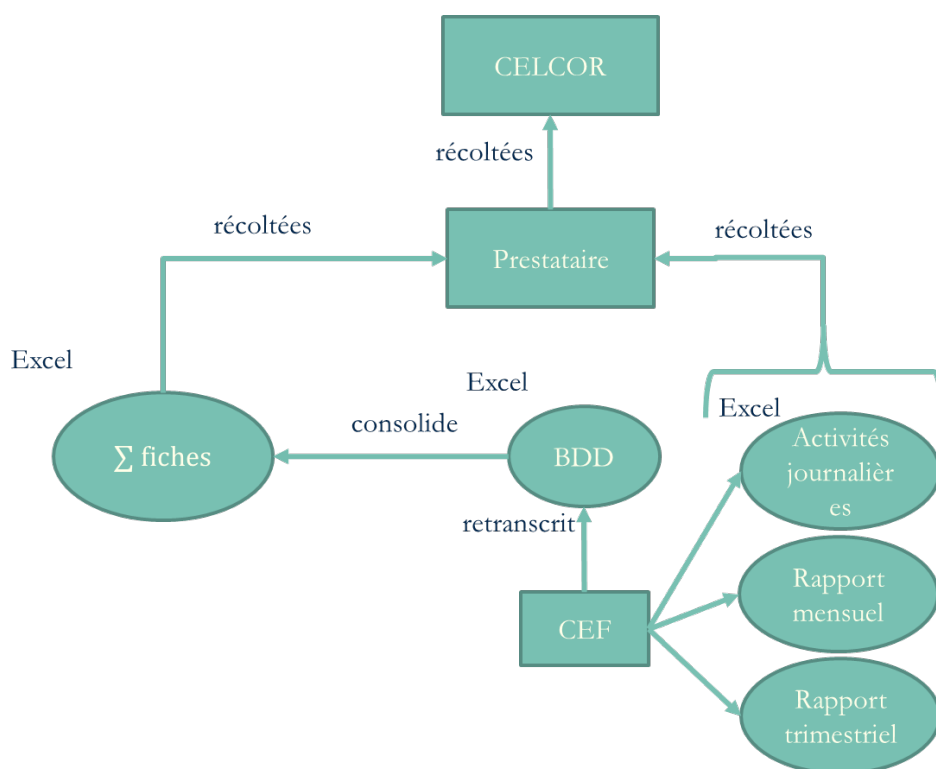 CELCOR
récoltées
récoltées
récoltées
Prestataire
Excel
Excel
Excel
consolide
∑ fiches
BDD
Activités
journalièr
es
retranscrit
Rapport
mensuel
CEF
Rapport
trimestriel